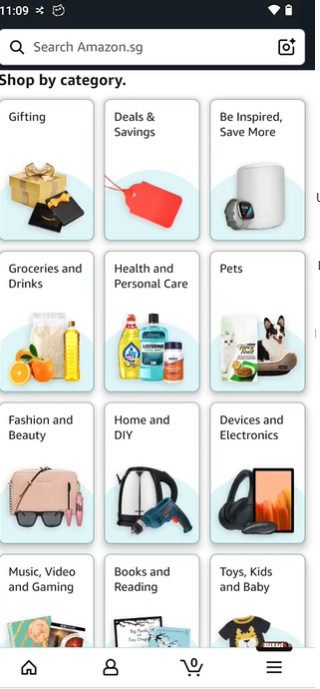 11:09
Search Amazon.sg
Shop by category.
Gifting
Deals &
Savings
Be Inspired,
Save More
Groceries and
Drinks
Health and
Personal Care
Pets
LISTERINE
Fashion and
Beauty
Home and
DIY
Devices and
Electronics
Music, Video
and Gaming
Books and
Reading
Toys, Kids
and Baby
0